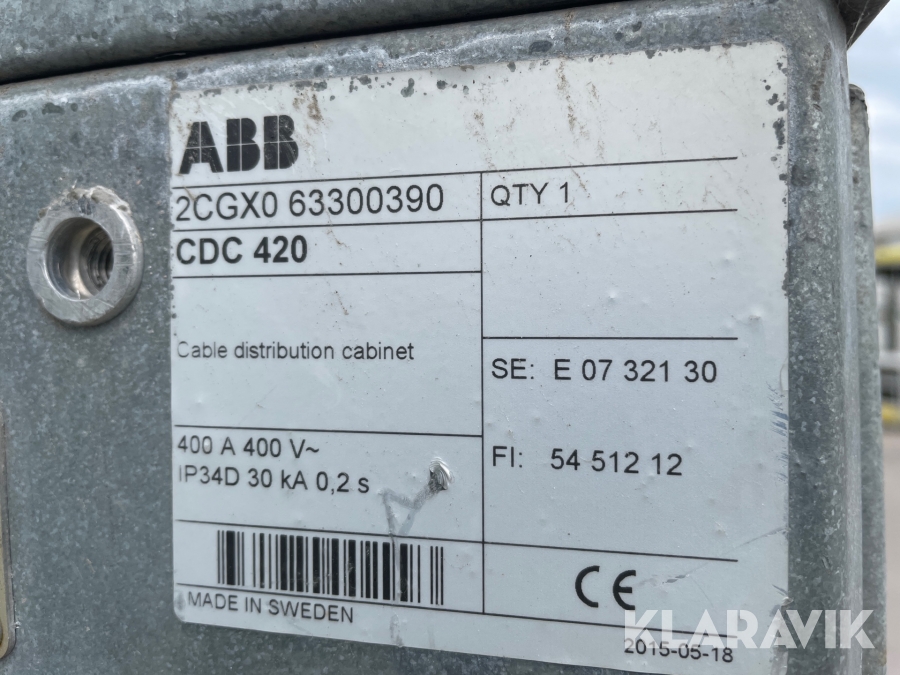 ABB
2CGX0 63300390
QTY 1
CDC 420
Cable distribution cabinet
SE: E 07 321 30
400 A 400 V~
IP34D 30 kA 0,2 s
FI: 54 512 12
MADE IN SWEDEN
CE
KLARAVIK
2015-05-18